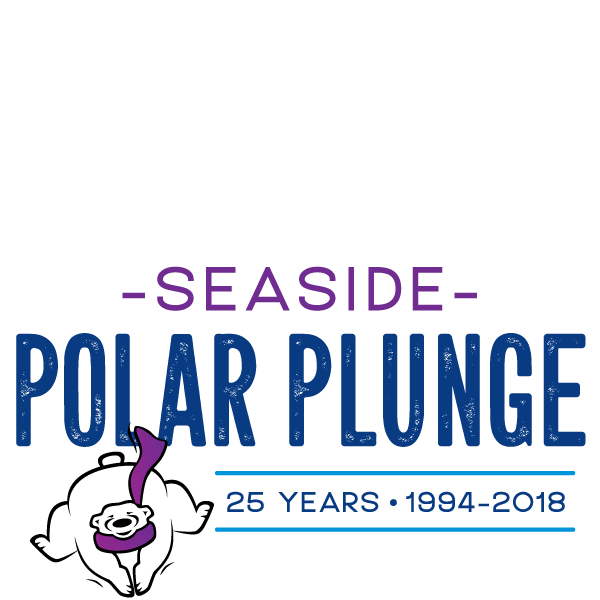 -SEASIDE-
POLAR PLUNGE
25 YEARS • 1994-2018